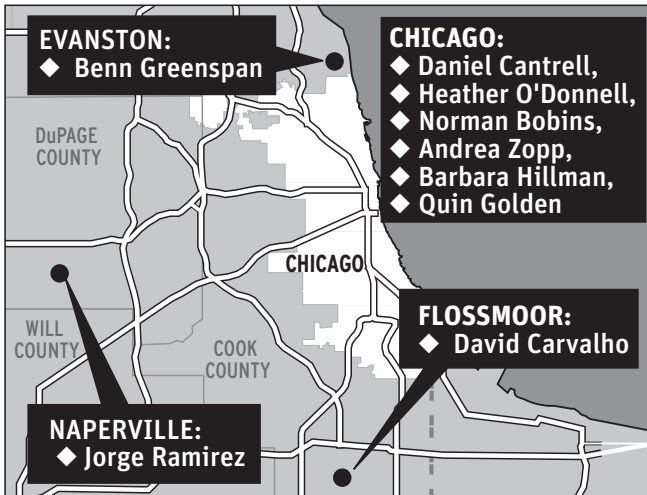 EVANSTON:
◆ Benn Greenspan
CHICAGO:
◆ Daniel Cantrell,
◆ Heather O'Donnell,
◆ Norman Bobins,
◆ Andrea Zopp,
◆ Barbara Hillman,
◆ Quin Golden
DuPAGE
COUNTY
CHICAGO
WILL
COUNTY
COOK
COUNTY
FLOSSMOOR:
◆ David Carvalho
NAPERVILLE:
◆ Jorge Ramirez